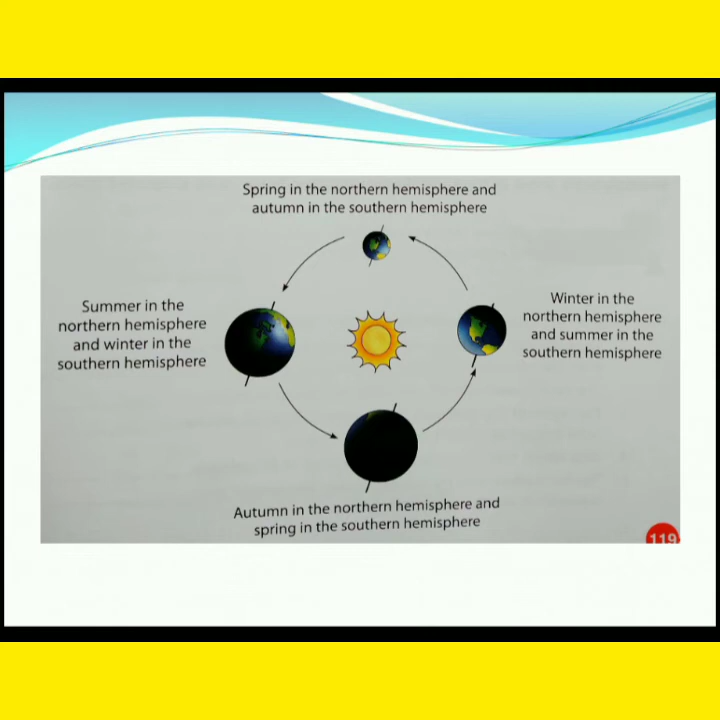 Spring in the northern hemisphere and
autumn in the southern hemisphere
Summer in the
northern hemisphere
and winter in the
southern hemisphere
Winter in the
northern hemisphere
and summer in the
southern hemisphere
Autumn in the northern hemisphere and
spring in the southern hemisphere
119